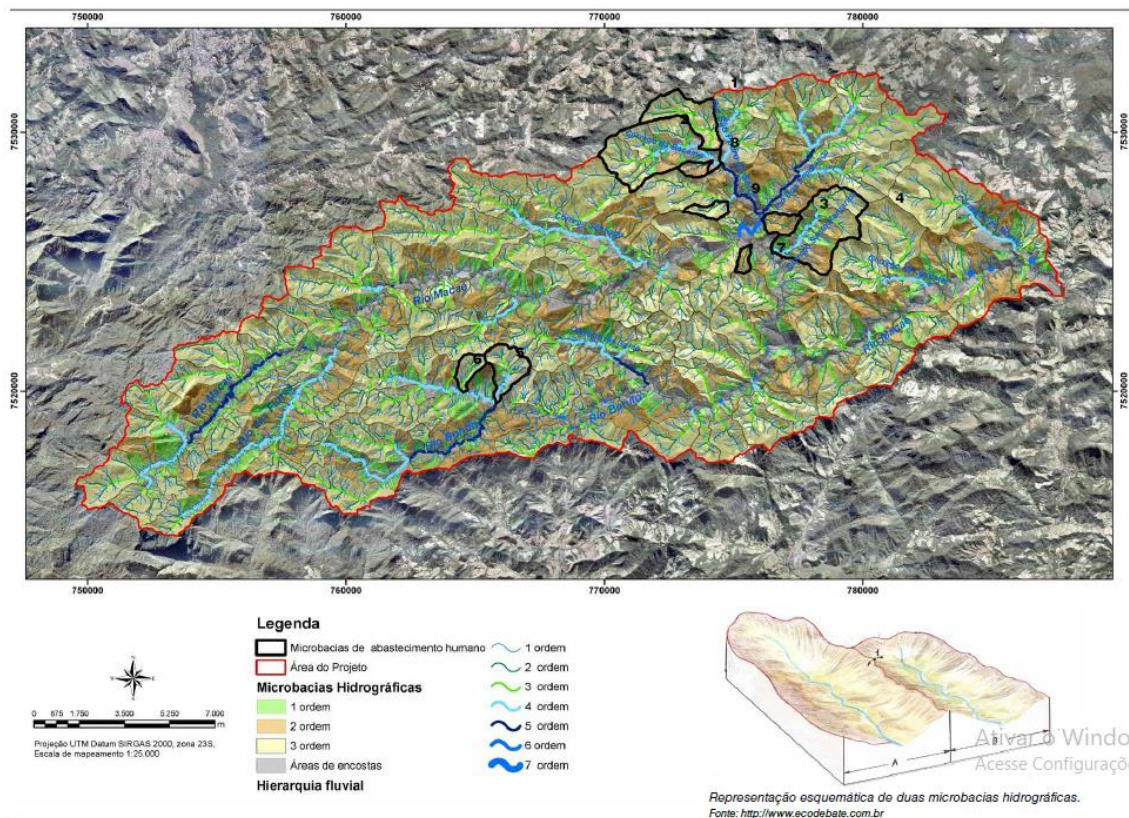 750000
760000
770000
780000
7530000
7530000
7520000
7520000
1
2
8
9
3
4
7
6
5
Rio Macaé
Rio Macaé
Rio Bonito
750000
760000
770000
780000
Legenda
Microbacias de abastecimento humano
Área do Projeto
Microbacias Hidrográficas
1 ordem
2 ordem
3 ordem
Áreas de encostas
Hierarquia fluvial
1 ordem
2 ordem
3 ordem
4 ordem
5 ordem
6 ordem
7 ordem
0 875 1.750 3.500 5.250 7.000
m
Projeção UTM Datum SIRGAS 2000, zona 23S,
Escala de mapeamento 1:25.000
A
B
Ativar o Windo
Acesse Configuraçõ
Representação esquemática de duas microbacias hidrográficas.
Fonte: http://www.ecodebate.com.br